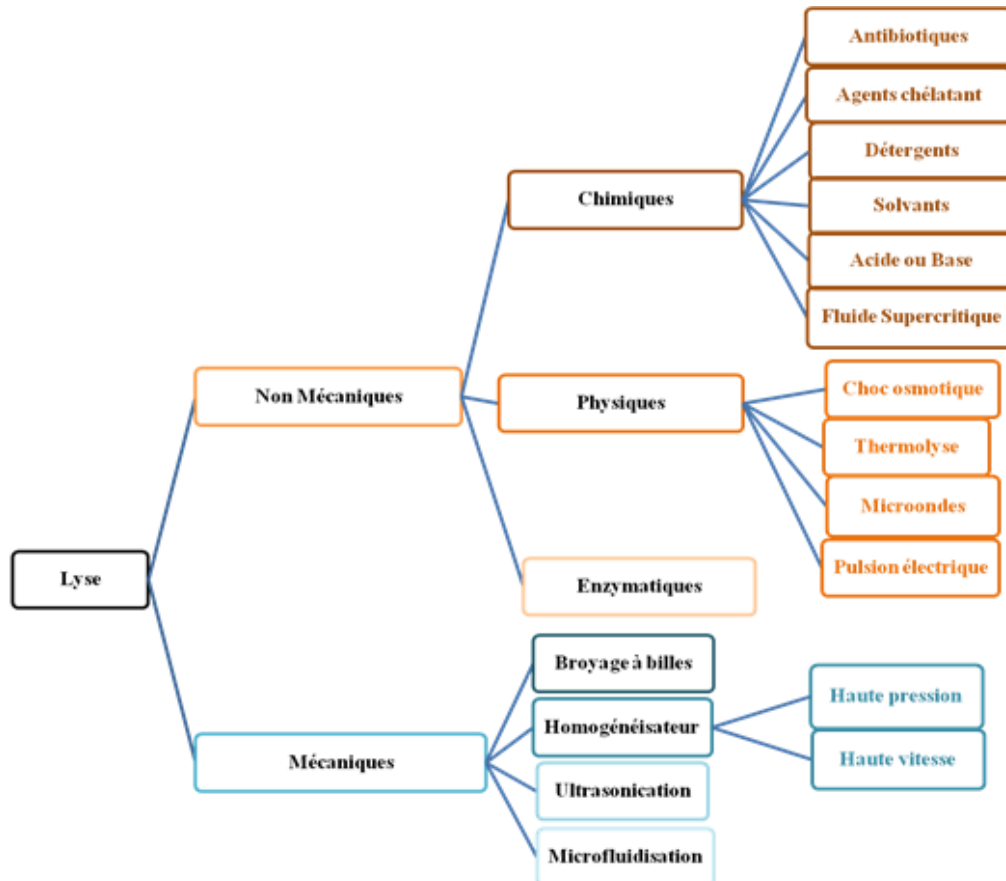 Antibiotiques
Agents chélatant
Détergents
Chimiques
Solvants
Acide ou Base
Fluide Supercritique
Non Mécaniques
Physiques
Choc osmotique
Thermolyse
Microondes
Pulsion électrique
Lyse
Enzymatiques
Broyage à billes
Haute pression
Homogénéisateur
Mécaniques
Haute vitesse
Ultrasonication
Microfluidisation